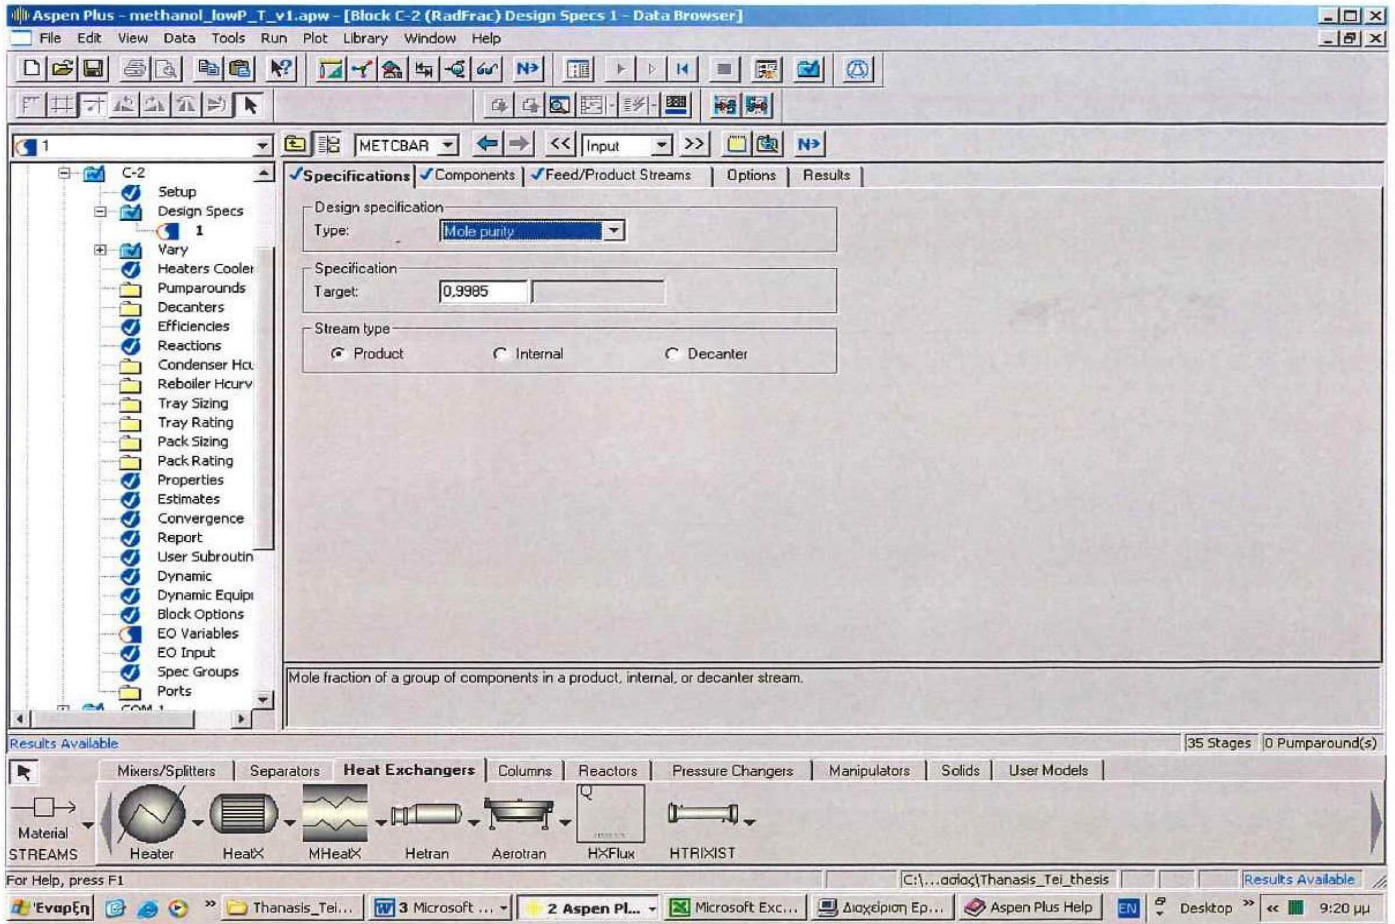 Aspen Plus - methanol_lowP_T_v1.apw - [Block C-2 (RadFrac) Design Specs 1 - Data Browser]
File Edit View Data Tools Run Plot Library Window Help
N>
1
METCBAR
<< Input >>
N>
C-2
Setup
Design Specs
1
Vary
Heaters Cooler
Pumparounds
Decanters
Efficiencies
Reactions
Condenser Hcu
Reboiler Hcurv
Tray Sizing
Tray Rating
Pack Sizing
Pack Rating
Properties
Estimates
Convergence
Report
User Subroutin
Dynamic
Dynamic Equipı
Block Options
EO Variables
EO Input
Spec Groups
Ports
COM-1
Specifications Components Feed/Product Streams Options Results
Design specification
Type: Mole purity
Specification
Target: 0,9985
Stream type
Product Internal Decanter
Mole fraction of a group of components in a product, internal, or decanter stream.
Results Available
35 Stages 0 Pumparound(s)
Mixers/Splitters Separators Heat Exchangers Columns Reactors Pressure Changers Manipulators Solids User Models
Q
Material
STREAMS Heater HeatX MHeatX Hetran Aerotran HXFlux HTRIXIST
For Help, press F1
C:\...ασίας\Thanasis_Tei_thesis
Results Available
Έναρξη » Thanasis_Tei... 3 Microsoft ... 2 Aspen Pl... Microsoft Exc... Διαχείριση Ερ... Aspen Plus Help EN Desktop » « 9:20 μμ